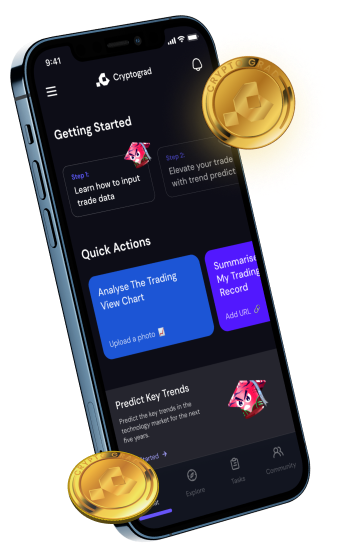 9:41
Cryptograd
Getting Started
Step 1:
Learn how to input
trade data
Step 2:
Elevate your trade
with trend predict
Quick Actions
Analyse The Trading
View Chart
Upload a photo
Summarise
My Trading
Record
Add URL
Predict Key Trends
Predict the key trends in the
technology market for the next
five years.
Explore
Tasks
Community
CRYPTO